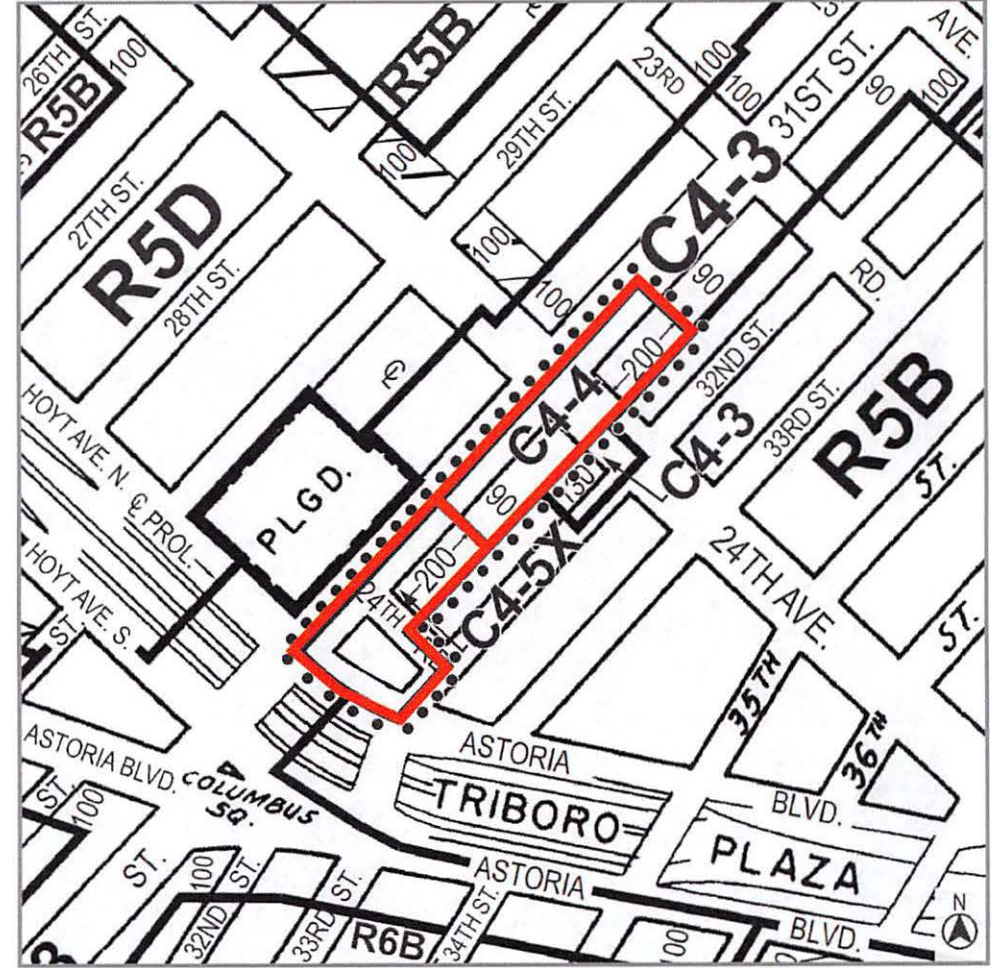 26TH ST.
100
R5B
R5B
AVE.
23RD
100
100
31ST ST.
90
100
29TH ST.
100
27TH ST.
R5D
28TH ST.
C4-3
100
100
90
RD.
HOYT AVE. N.
℄ PROL.
200
32ND ST.
C4-4
33RD ST.
R5B
C4-3
ST.
130
90
PLGD.
24TH AVE.
C4-5X
200
24TH
HOYT AVE. S.
ST.
ST.
35TH
36TH
ASTORIA
ASTORIA BLVD.
COLUMBUS
SQ.
TRIBORO
BLVD.
PLAZA
ST.
100
ST.
100
32ND ST.
33RD ST.
34TH ST.
ASTORIA
BLVD.
R6B
100
N